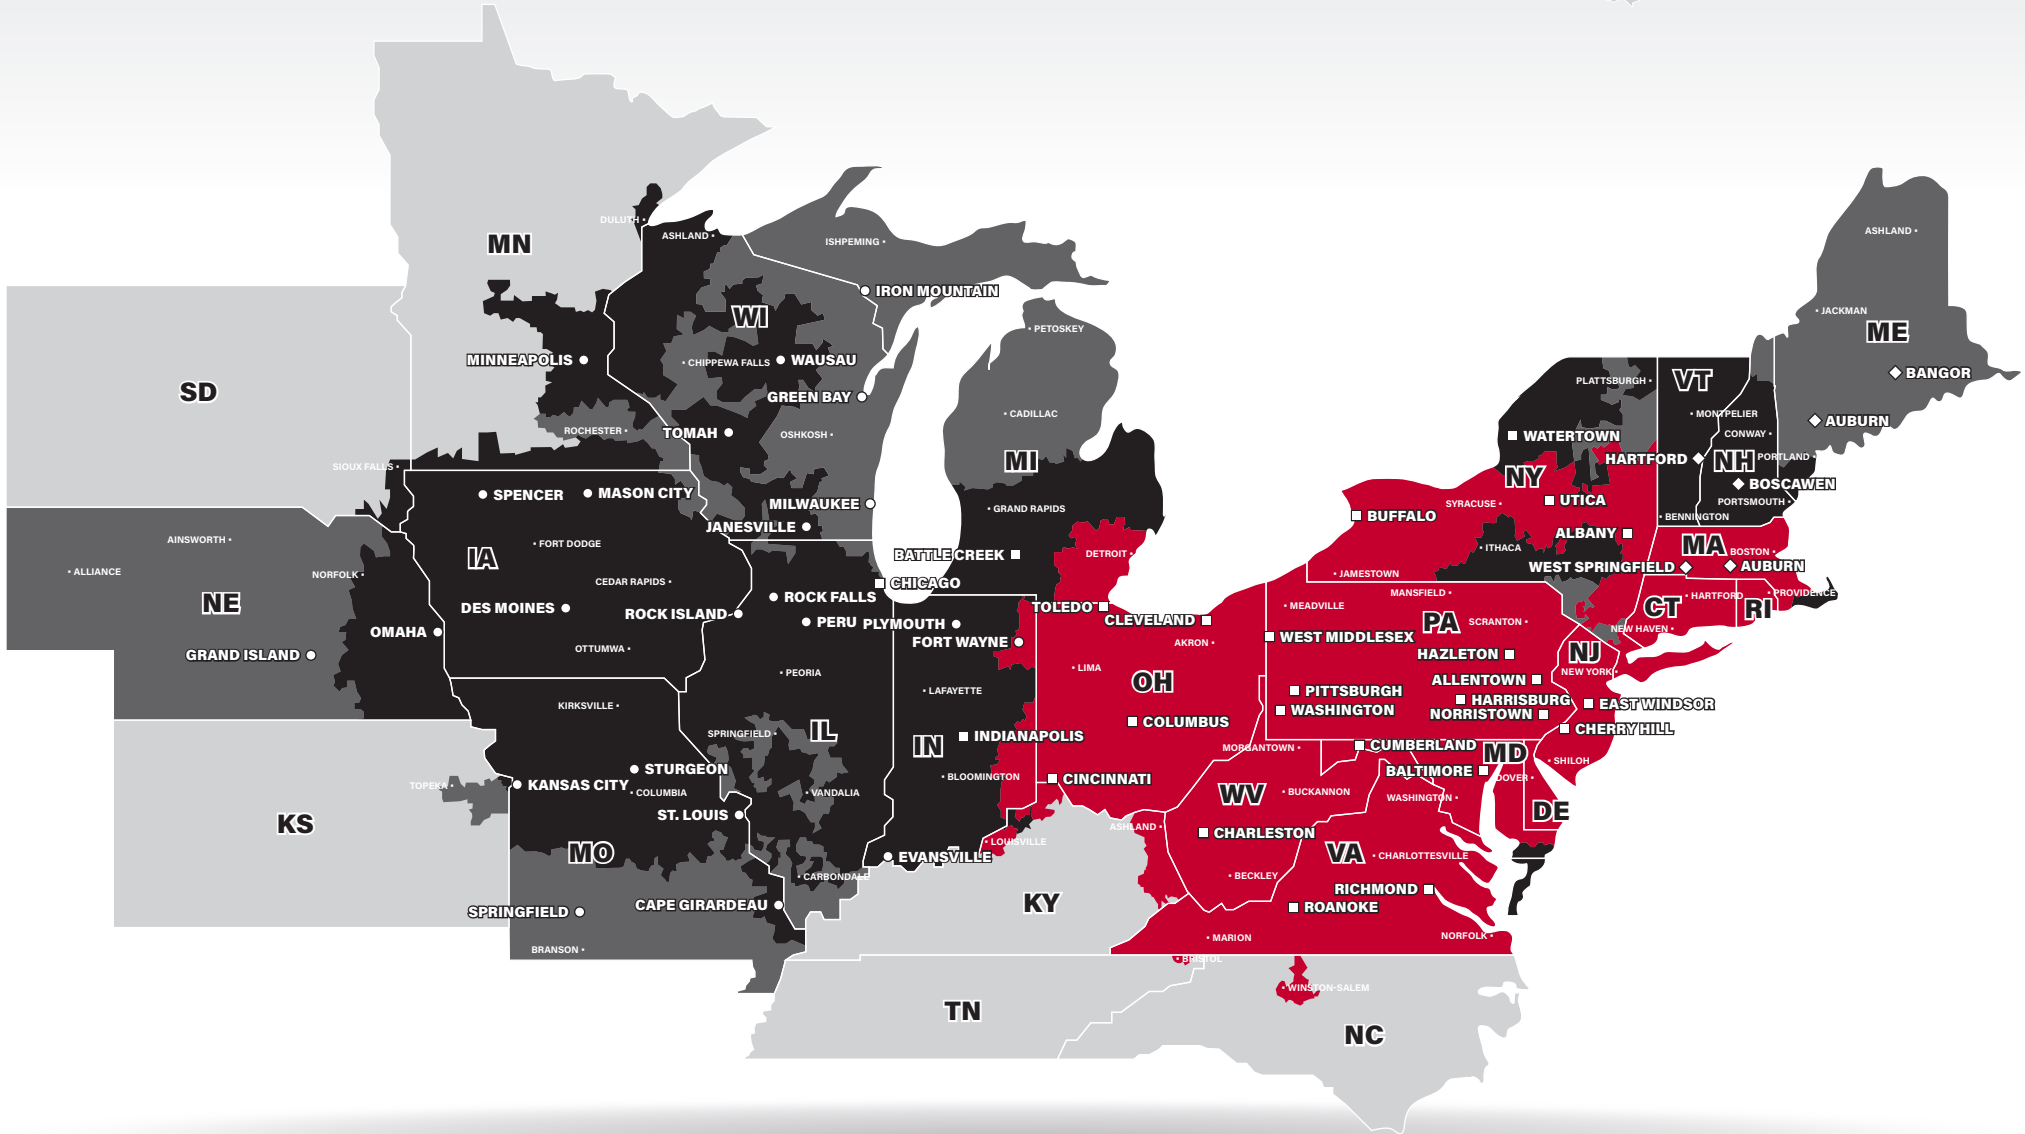 MN
DULUTH
ASHLAND
ISHPEMING
IRON MOUNTAIN
WI
PETOSKEY
MINNEAPOLIS
CHIPPEWA FALLS
WAUSAU
GREEN BAY
SD
ROCHESTER
TOMAH
OSHKOSH
CADILLAC
MI
SIOUX FALLS
SPENCER
MASON CITY
MILWAUKEE
JANESVILLE
GRAND RAPIDS
AINSWORTH
ALLIANCE
NORFOLK
NE
IA
FORT DODGE
CEDAR RAPIDS
DES MOINES
ROCK ISLAND
OTTUMWA
OMAHA
GRAND ISLAND
BATTLE CREEK
DETROIT
CHICAGO
ROCK FALLS
PERU
PLYMOUTH
FORT WAYNE
TOLEDO
CLEVELAND
AKRON
LIMA
OH
PEORIA
LAFAYETTE
KIRKSVILLE
SPRINGFIELD
IL
IN
INDIANAPOLIS
COLUMBUS
BLOOMINGTON
CINCINNATI
STURGEON
KANSAS CITY
COLUMBIA
VANDALIA
TOPEKA
ST. LOUIS
KS
MO
EVANSVILLE
LOUISVILLE
CARBONDALE
SPRINGFIELD
CAPE GIRARDEAU
BRANSON
KY
TN
ASHLAND
JACKMAN
ME
BANGOR
AUBURN
PLATTSBURGH
VT
MONTPELIER
CONWAY
WATERTOWN
HARTFORD
NH
PORTLAND
NY
BOSCAWEN
SYRACUSE
UTICA
PORTSMOUTH
BUFFALO
BENNINGTON
ALBANY
ITHACA
MA
BOSTON
WEST SPRINGFIELD
AUBURN
JAMESTOWN
MANSFIELD
HARTFORD
PROVIDENCE
MEADVILLE
CT
RI
PA
SCRANTON
NEW HAVEN
WEST MIDDLESEX
HAZLETON
NJ
NEW YORK
ALLENTOWN
PITTSBURGH
HARRISBURG
EAST WINDSOR
WASHINGTON
NORRISTOWN
CHERRY HILL
MORGANTOWN
CUMBERLAND
MD
SHILOH
BALTIMORE
DOVER
WV
BUCKANNON
WASHINGTON
DE
ASHLAND
CHARLESTON
VA
CHARLOTTESVILLE
BECKLEY
RICHMOND
ROANOKE
MARION
NORFOLK
BRISTOL
WINSTON-SALEM
NC